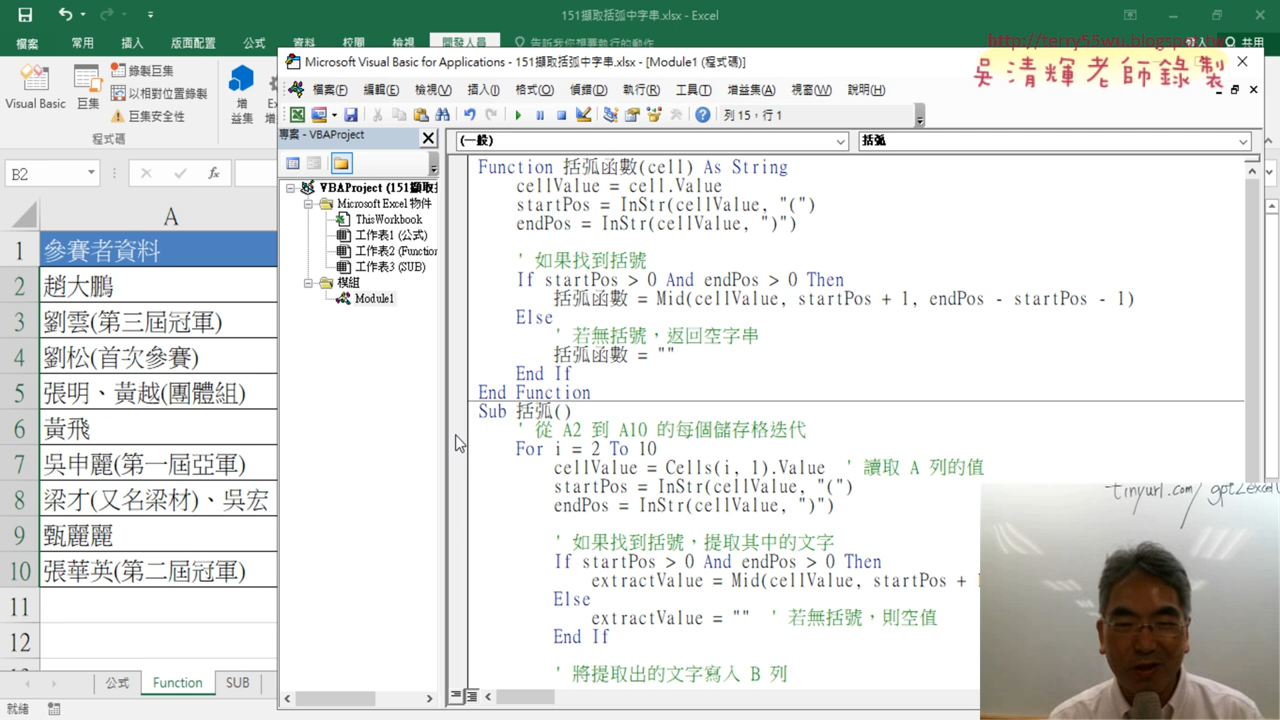 151擷取括弧中字串.xlsx - Excel
檔案 常用 插入 版面配置 公式 資料 校閱 檢視 開發人員 告訴我您想要執行的動作 共用
http://terry55wu.blogspot.tw
吳清輝老師錄製
Visual Basic 巨集 錄製巨集 以相對位置錄製 巨集安全性 增益集
程式碼
Microsoft Visual Basic for Applications - 151擷取括弧中字串.xlsx - [Module1 (程式碼)]
檔案(F) 編輯(E) 檢視(V) 插入(I) 格式(O) 偵錯(D) 執行(R) 工具(T) 增益集(A) 視窗(W) 說明(H)
列 15，行 1
專案 - VBAProject
(一般) 括弧
VBAProject (151擷取
Microsoft Excel 物件
ThisWorkbook
工作表1 (公式)
工作表2 (Function
工作表3 (SUB)
模組
Module1
B2 fx
A
1 參賽者資料
2 趙大鵬
3 劉雲(第三屆冠軍)
4 劉松(首次參賽)
5 張明、黃越(團體組)
6 黃飛
7 吳申麗(第一屆亞軍)
8 梁才(又名梁材)、吳宏
9 甄麗麗
10 張華英(第二屆冠軍)
11
12
公式 Function SUB
就緒
Function 括弧函數(cell) As String
cellValue = cell.Value
startPos = InStr(cellValue, "(")
endPos = InStr(cellValue, ")")
' 如果找到括號
If startPos > 0 And endPos > 0 Then
括弧函數 = Mid(cellValue, startPos + 1, endPos - startPos - 1)
Else
' 若無括號，返回空字串
括弧函數 = ""
End If
End Function
Sub 括弧()
' 從 A2 到 A10 的每個儲存格迭代
For i = 2 To 10
cellValue = Cells(i, 1).Value ' 讀取 A 列的值
startPos = InStr(cellValue, "(")
endPos = InStr(cellValue, ")")
' 如果找到括號，提取其中的文字
If startPos > 0 And endPos > 0 Then
extractValue = Mid(cellValue, startPos + 1
Else
extractValue = "" ' 若無括號，則空值
End If
' 將提取出的文字寫入 B 列
tinyurl.com/gpt2excel